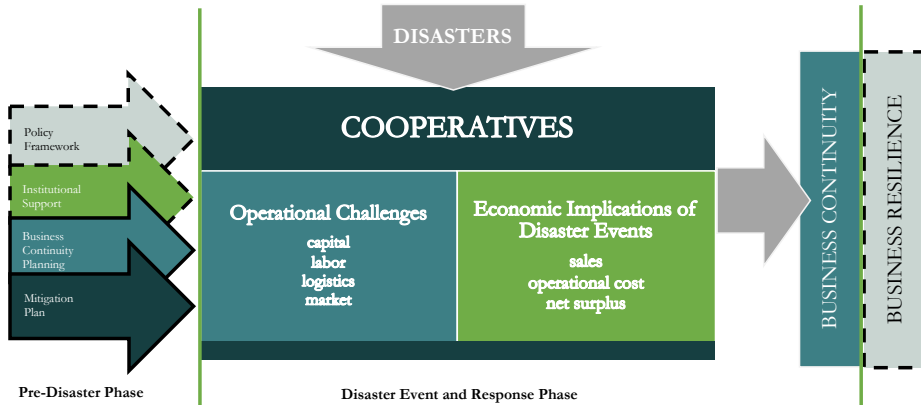 DISASTERS
Policy
Framework
Institutional
Support
Business
Continuity
Planning
Mitigation
Plan
COOPERATIVES
Operational Challenges
capital
labor
logistics
market
Economic Implications of
Disaster Events
sales
operational cost
net surplus
BUSINESS CONTINUITY
BUSINESS RESILIENCE
Pre-Disaster Phase
Disaster Event and Response Phase